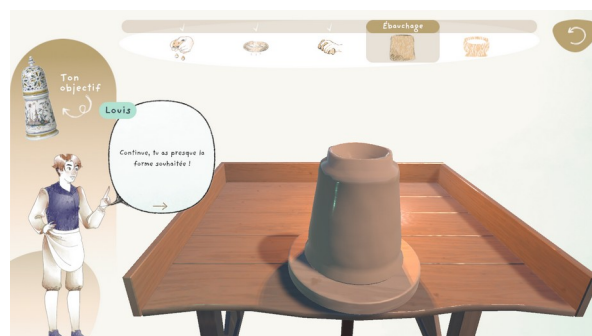 Ébauchage
Ton
objectif
Louis
Continue, tu as presque la
forme souhaitée !